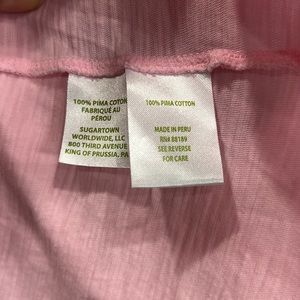 100% PIMA COTON
FABRIQUÉ AU
PÉROU
SUGARTOWN
WORLDWIDE, LLC
800 THIRD AVENUE
KING OF PRUSSIA, PA
100% PIMA COTTON
MADE IN PERU
RN# 88189
SEE REVERSE
FOR CARE